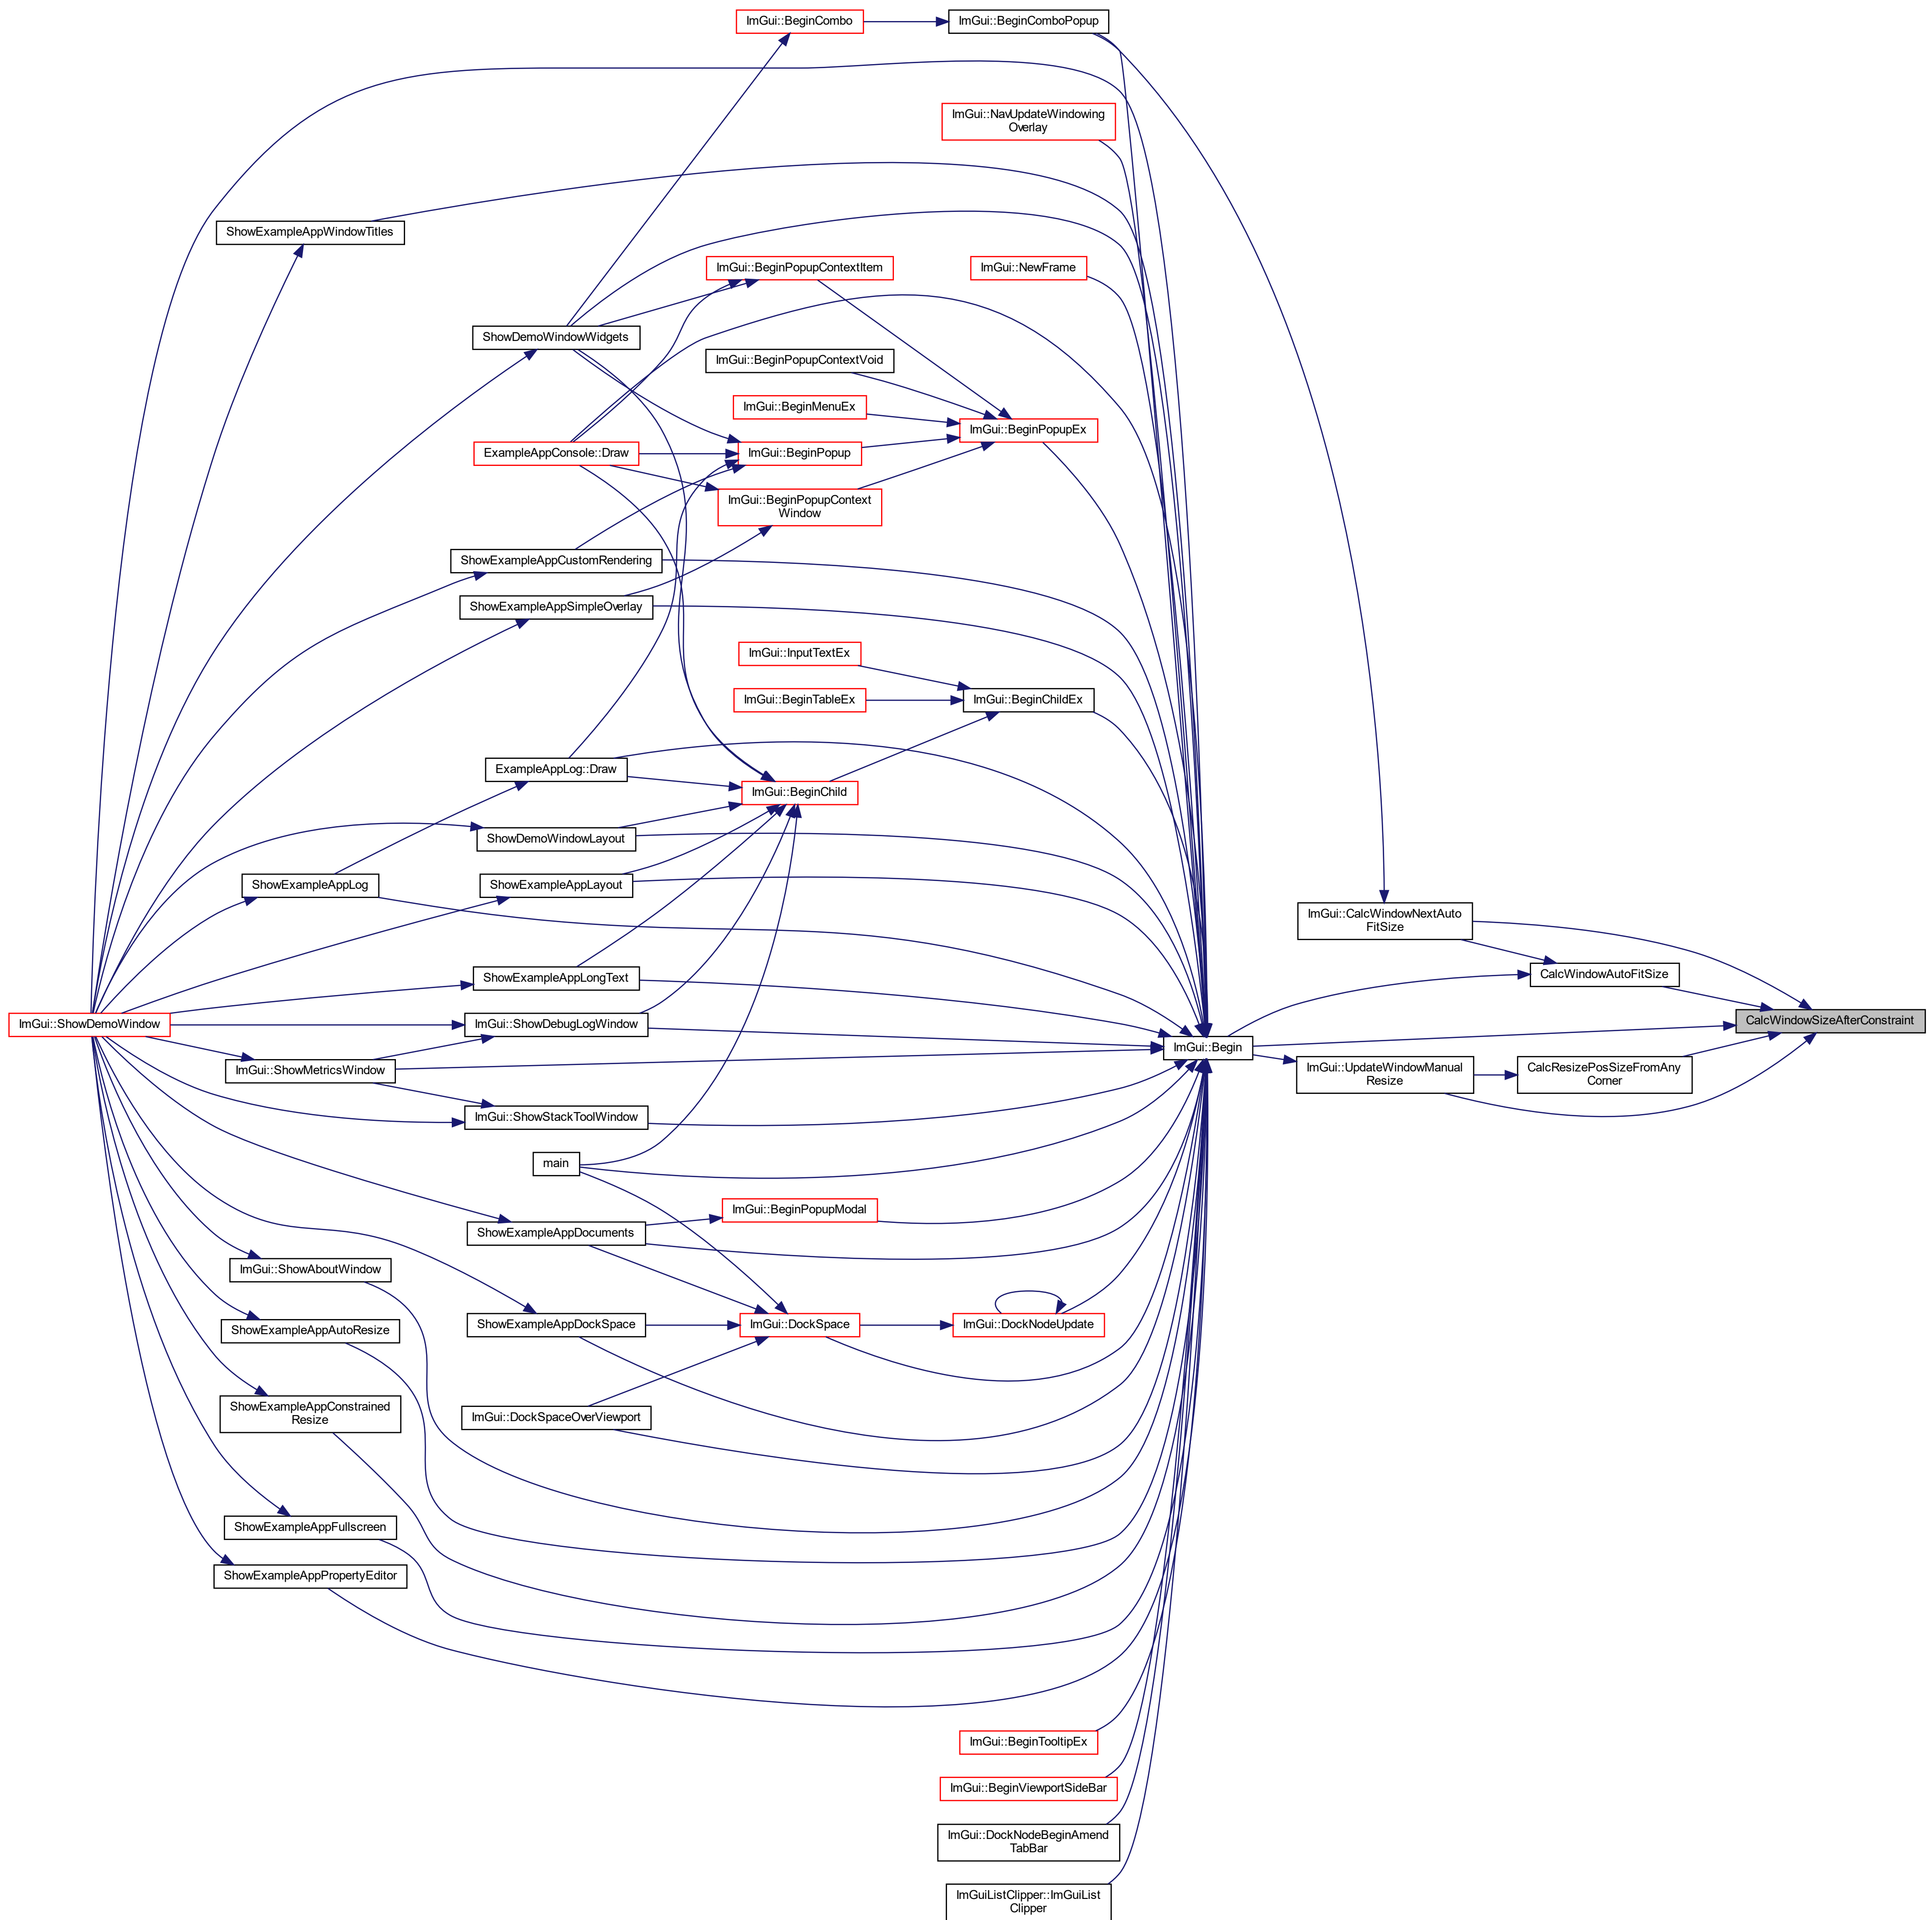 ImGui::BeginCombo
ImGui::BeginComboPopup
ImGui::NavUpdateWindowing
Overlay
ShowExampleAppWindowTitles
ImGui::BeginPopupContextItem
ImGui::NewFrame
ShowDemoWindowWidgets
ImGui::BeginPopupContextVoid
ImGui::BeginMenuEx
ImGui::BeginPopupEx
ExampleAppConsole::Draw
ImGui::BeginPopup
ImGui::BeginPopupContext
Window
ShowExampleAppCustomRendering
ShowExampleAppSimpleOverlay
ImGui::InputTextEx
ImGui::BeginTableEx
ImGui::BeginChildEx
ExampleAppLog::Draw
ImGui::BeginChild
ShowDemoWindowLayout
ShowExampleAppLog
ShowExampleAppLayout
ImGui::CalcWindowNextAuto
FitSize
ShowExampleAppLongText
CalcWindowAutoFitSize
ImGui::ShowDemoWindow
ImGui::ShowDebugLogWindow
CalcWindowSizeAfterConstraint
ImGui::Begin
ImGui::ShowMetricsWindow
ImGui::UpdateWindowManual
Resize
CalcResizePosSizeFromAny
Corner
ImGui::ShowStackToolWindow
main
ImGui::BeginPopupModal
ShowExampleAppDocuments
ImGui::ShowAboutWindow
ShowExampleAppAutoResize
ShowExampleAppDockSpace
ImGui::DockSpace
ImGui::DockNodeUpdate
ShowExampleAppConstrained
Resize
ImGui::DockSpaceOverViewport
ShowExampleAppFullscreen
ShowExampleAppPropertyEditor
ImGui::BeginTooltipEx
ImGui::BeginViewportSideBar
ImGui::DockNodeBeginAmend
TabBar
ImGuiListClipper::ImGuiList
Clipper